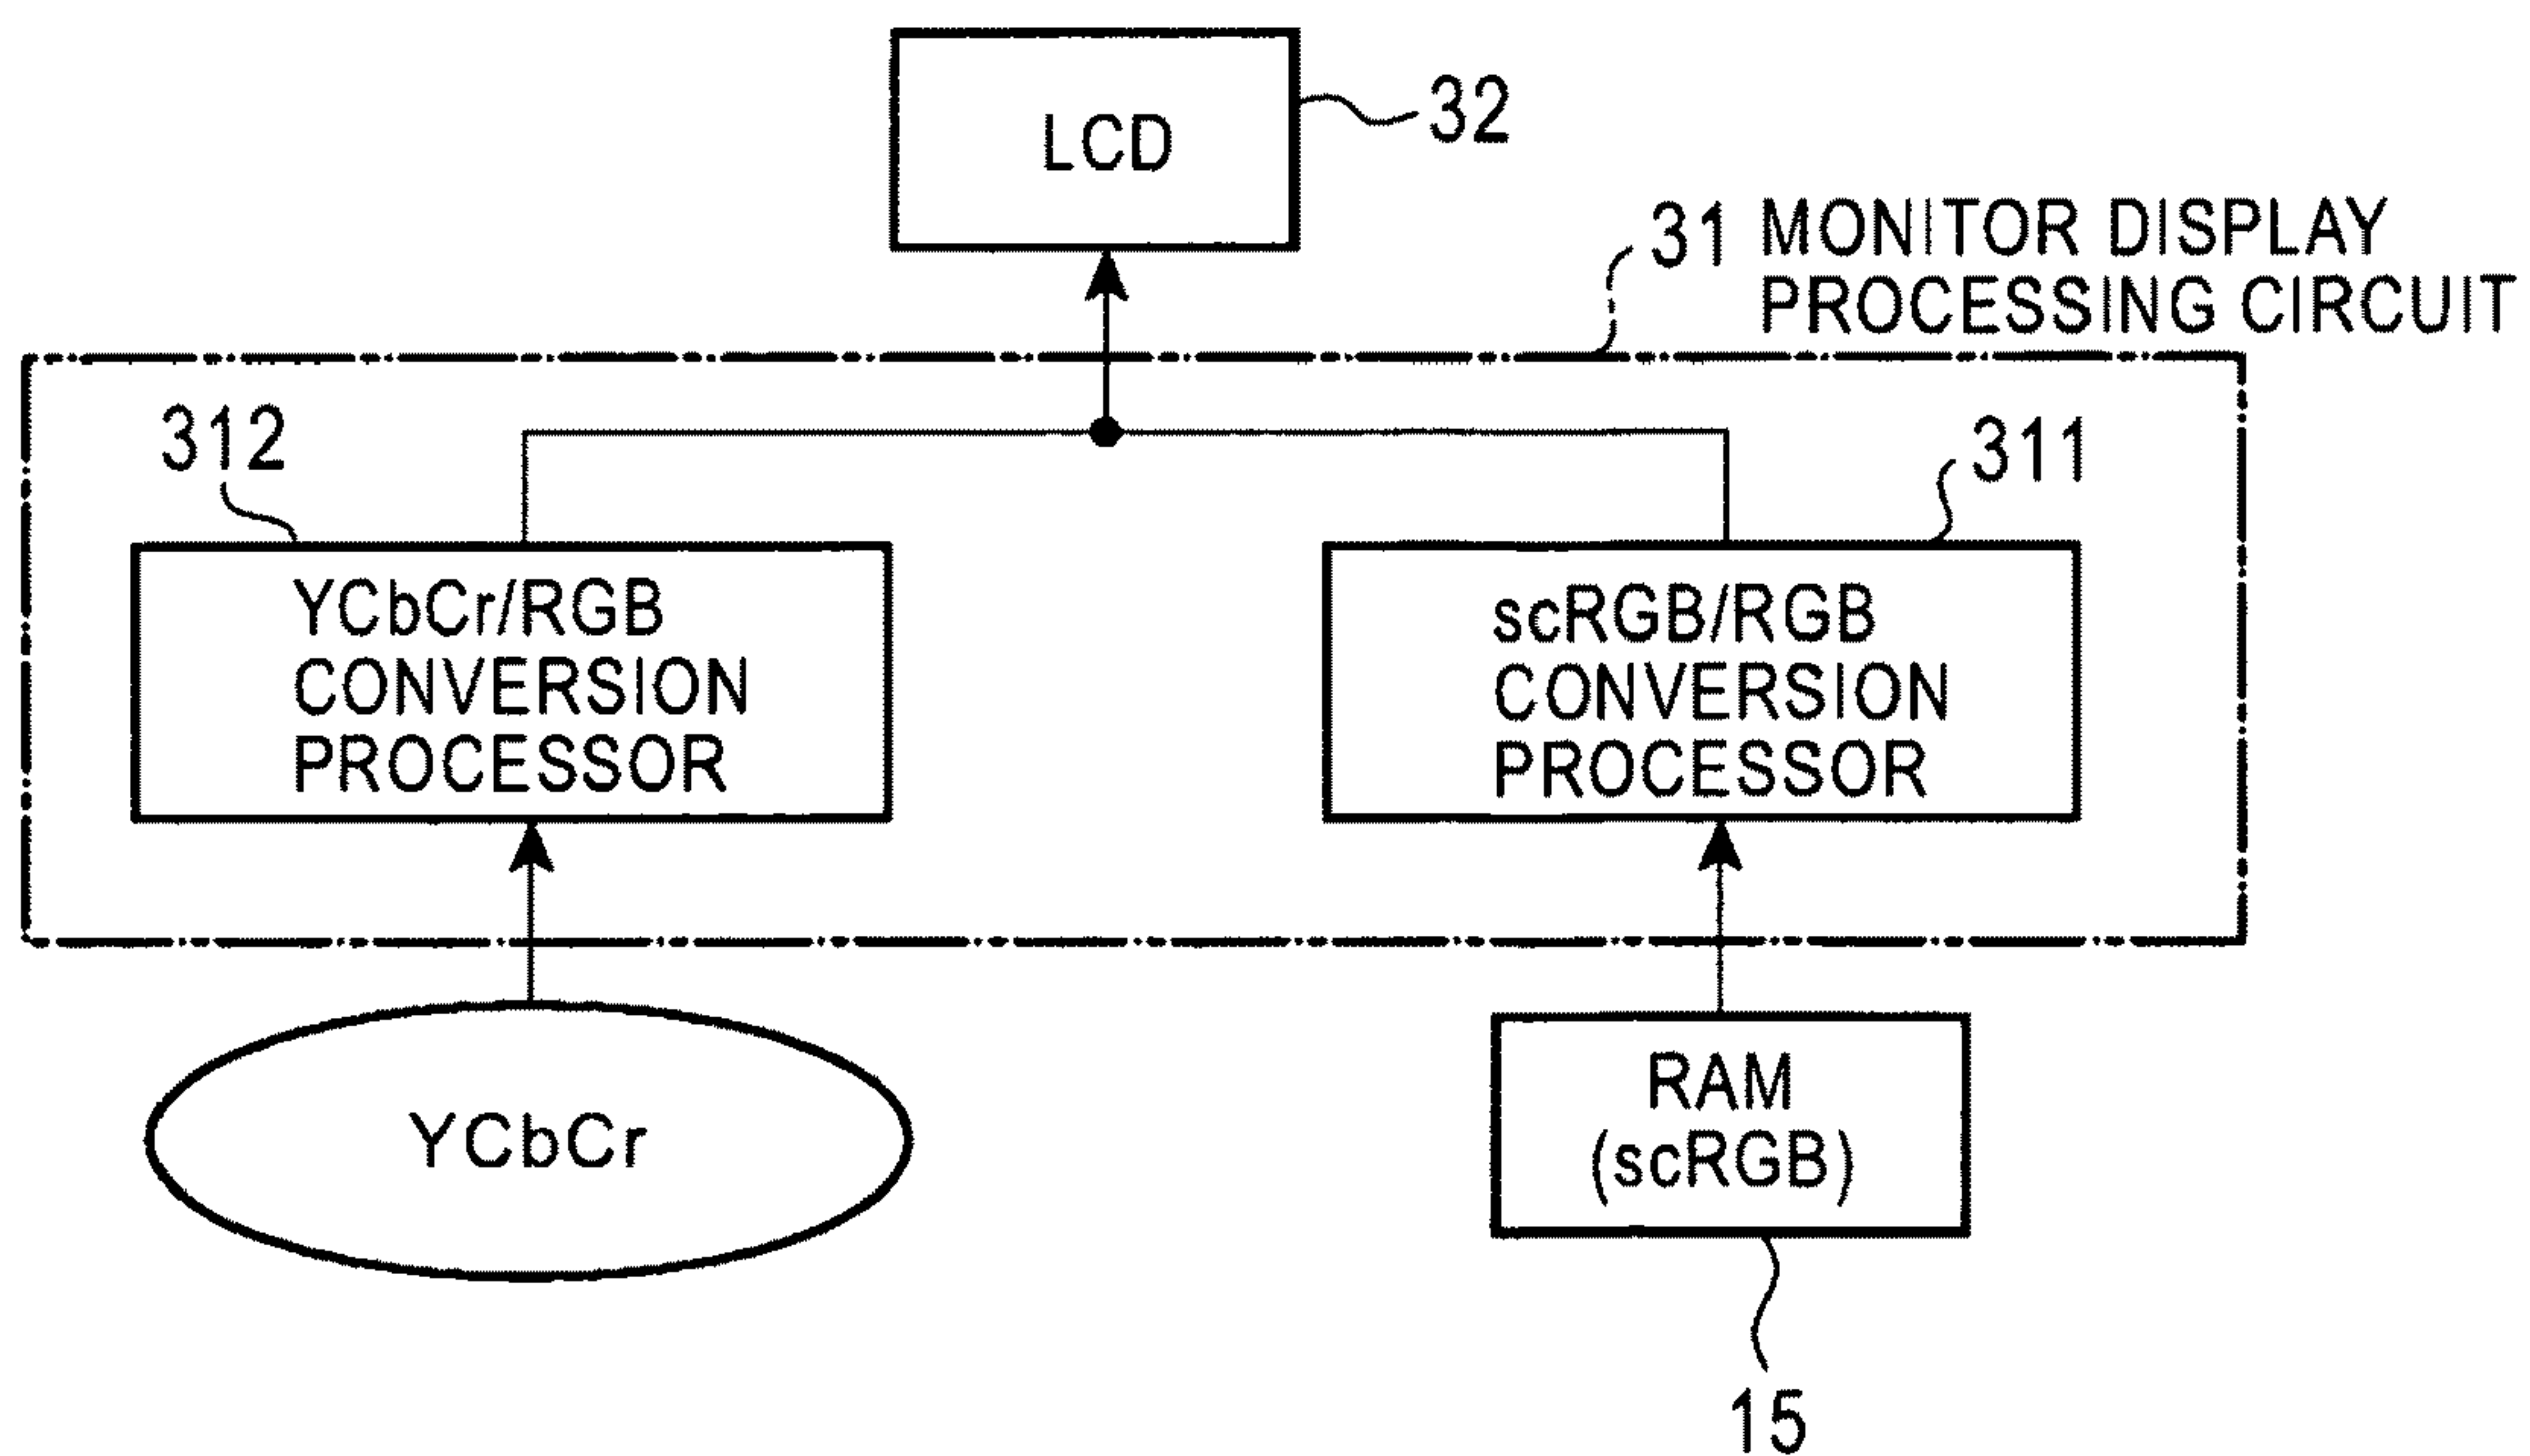 LCD
32
31 MONITOR DISPLAY
PROCESSING CIRCUIT
312
311
YCbCr/RGB
CONVERSION
PROCESSOR
scRGB/RGB
CONVERSION
PROCESSOR
YCbCr
RAM
(scRGB)
15